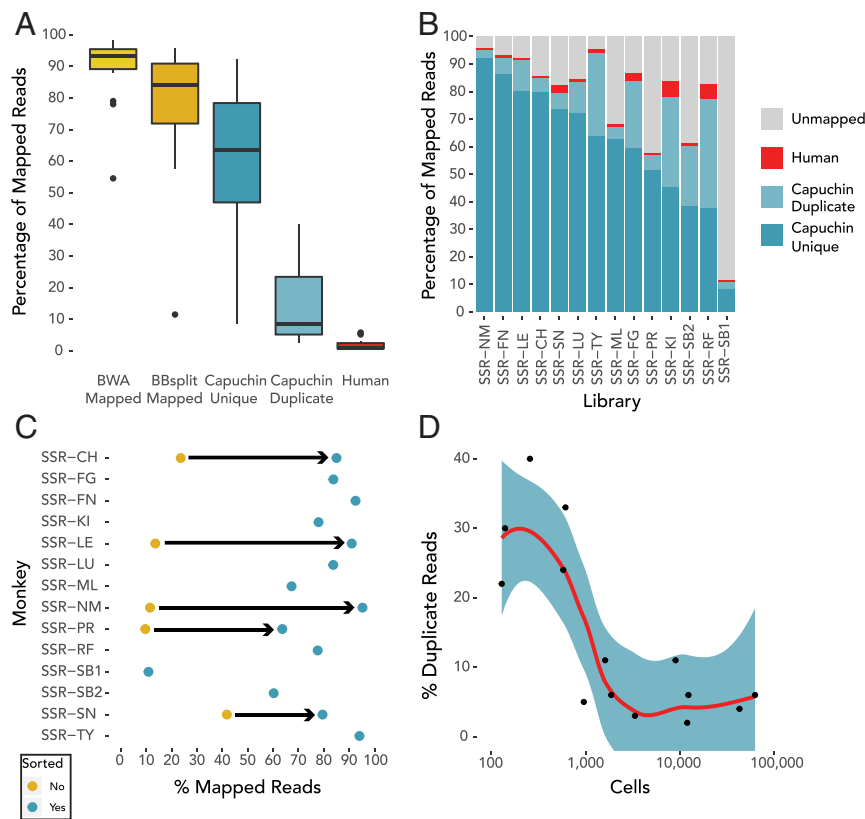 A
Percentage of Mapped Reads
100
90
80
70
60
50
40
30
20
10
0
BWA
Mapped
BBsplit
Mapped
Capuchin
Unique
Capuchin
Duplicate
Human
B
Percentage of Mapped Reads
100
90
80
70
60
50
40
30
20
10
0
SSR-NM
SSR-FN
SSR-LE
SSR-CH
SSR-SN
SSR-LU
SSR-TY
SSR-ML
SSR-FG
SSR-PR
SSR-KI
SSR-SB2
SSR-RF
SSR-SB1
Library
Unmapped
Human
Capuchin
Duplicate
Capuchin
Unique
C
Monkey
SSR-CH
SSR-FG
SSR-FN
SSR-KI
SSR-LE
SSR-LU
SSR-ML
SSR-NM
SSR-PR
SSR-RF
SSR-SB1
SSR-SB2
SSR-SN
SSR-TY
0 10 20 30 40 50 60 70 80 90 100
% Mapped Reads
Sorted
No
Yes
D
% Duplicate Reads
40
30
20
10
0
100 1,000 10,000 100,000
Cells